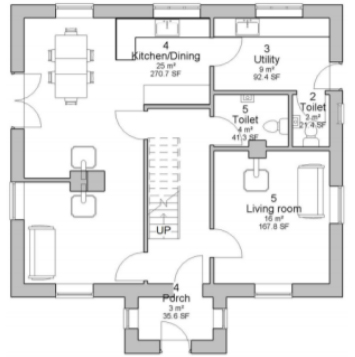 4
Kitchen/Dining
25 m²
270.7 SF
3
Utility
9 m²
92.4 SF
2
Toilet
2 m²
21.4 SF
5
Toilet
4 m²
41.3 SF
5
Living room
16 m²
167.8 SF
UP
4
Porch
3 m²
35.6 SF